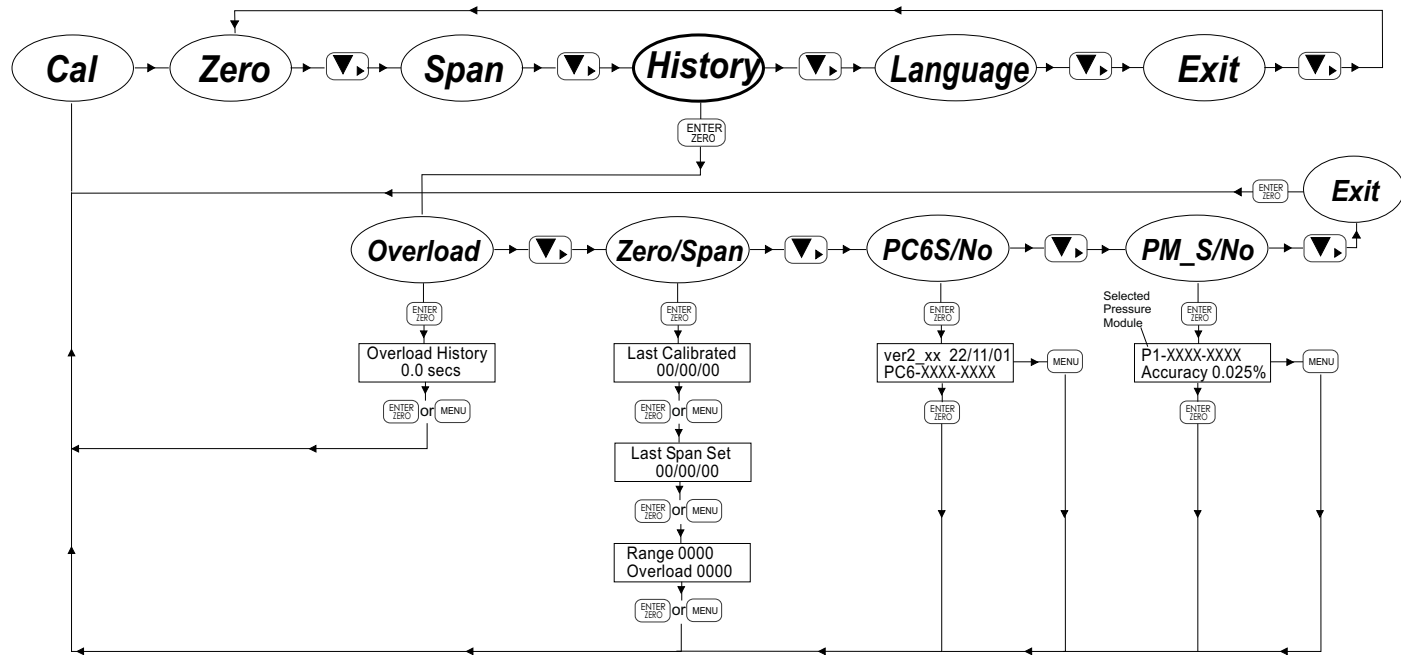 Cal
Zero
Span
History
Language
Exit
ENTER
ZERO
Exit
ENTER
ZERO
Overload
Zero/Span
PC6S/No
PM_S/No
Selected
Pressure
Module
ENTER
ZERO
ENTER
ZERO
ENTER
ZERO
ENTER
ZERO
Overload History
0.0 secs
Last Calibrated
00/00/00
ver2_xx 22/11/01
PC6-XXXX-XXXX
MENU
P1-XXXX-XXXX
Accuracy 0.025%
MENU
ENTER
ZERO
or
MENU
ENTER
ZERO
or
MENU
ENTER
ZERO
ENTER
ZERO
Last Span Set
00/00/00
ENTER
ZERO
or
MENU
Range 0000
Overload 0000
ENTER
ZERO
or
MENU